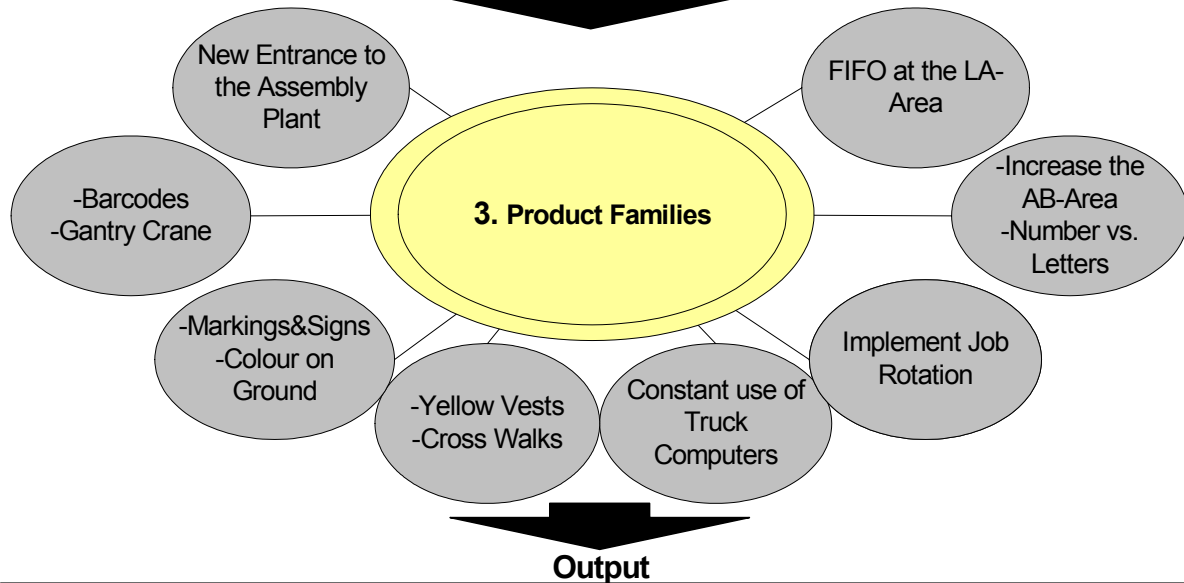 New Entrance to
the Assembly
Plant
FIFO at the LA-
Area
-Barcodes
-Gantry Crane
3. Product Families
-Increase the
AB-Area
-Number vs.
Letters
-Markings&Signs
-Colour on
Ground
-Yellow Vests
-Cross Walks
Constant use of
Truck
Computers
Implement Job
Rotation
Output